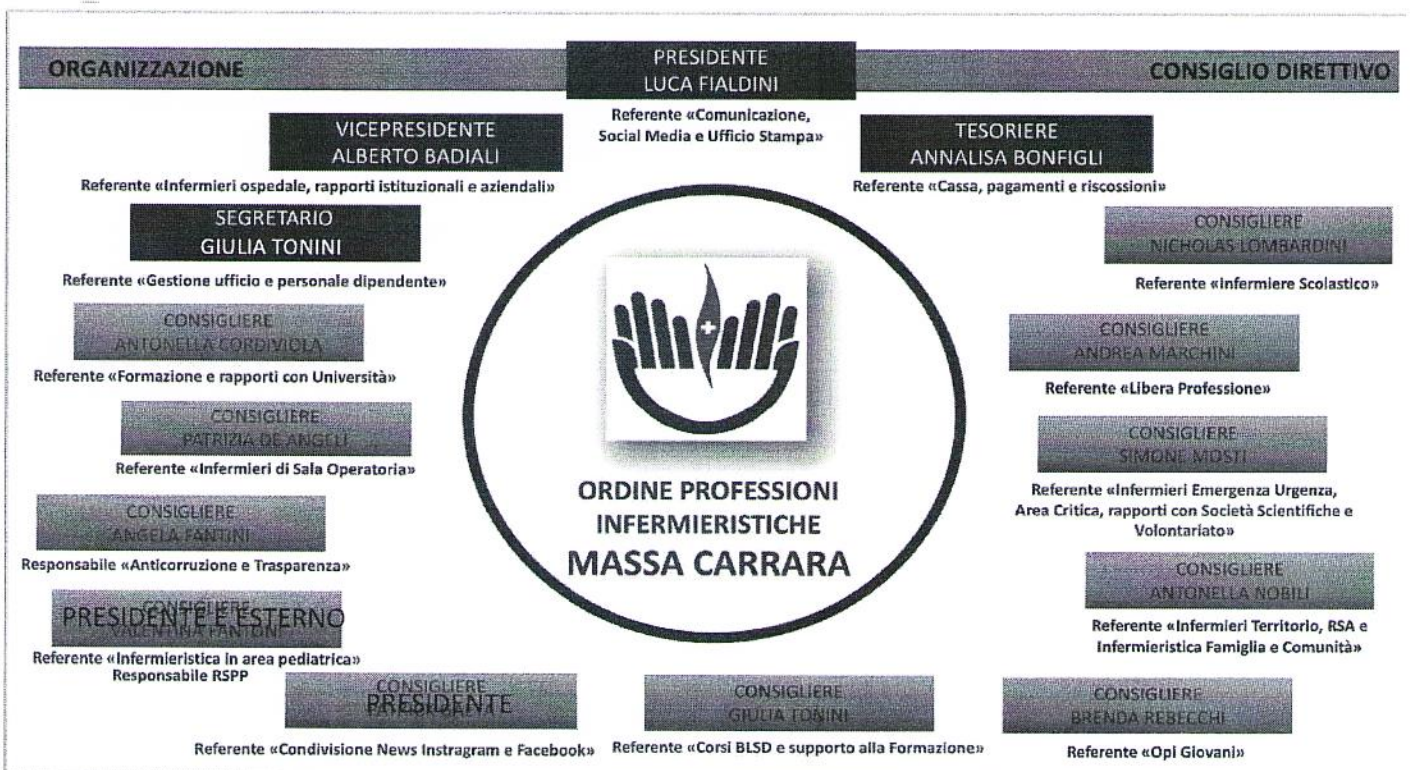 ORGANIZZAZIONE
PRESIDENTE
LUCA FIALDINI
CONSIGLIO DIRETTIVO
Referente «Comunicazione,
Social Media e Ufficio Stampa»
VICEPRESIDENTE
ALBERTO BADIALI
Referente «Infermieri ospedale, rapporti istituzionali e aziendali»
TESORIERE
ANNALISA BONFIGLI
Referente «Cassa, pagamenti e riscossioni»
SEGRETARIO
GIULIA TONINI
Referente «Gestione ufficio e personale dipendente»
CONSIGLIERE
NICHOLAS LOMBARDINI
Referente «Infermiere Scolastico»
CONSIGLIERE
ANTONELLA CORDIVIOLA
Referente «Formazione e rapporti con Università»
CONSIGLIERE
ANDREA MARCHINI
Referente «Libera Professione»
CONSIGLIERE
PATRIZIA DE ANGELI
Referente «Infermieri di Sala Operatoria»
CONSIGLIERE
SIMONE MOSTI
Referente «Infermieri Emergenza Urgenza,
Area Critica, rapporti con Società Scientifiche e
Volontariato»
ORDINE PROFESSIONI
INFERMIERISTICHE
MASSA CARRARA
CONSIGLIERE
ANGELA FANTINI
Responsabile «Anticorruzione e Trasparenza»
CONSIGLIERE
ANTONELLA NOBILI
Referente «Infermieri Territorio, RSA e
Infermieristica Famiglia e Comunità»
CONSIGLIERE
PRESIDENTE E ESTERNO
VALENTINA FANTONI
Referente «Infermieristica in area pediatrica»
Responsabile RSPP
CONSIGLIERE
PRESIDENTE
Referente «Condivisione News Instragram e Facebook»
CONSIGLIERE
GIULIA TONINI
Referente «Corsi BLSD e supporto alla Formazione»
CONSIGLIERE
BRENDA REBECCHI
Referente «Opi Giovani»